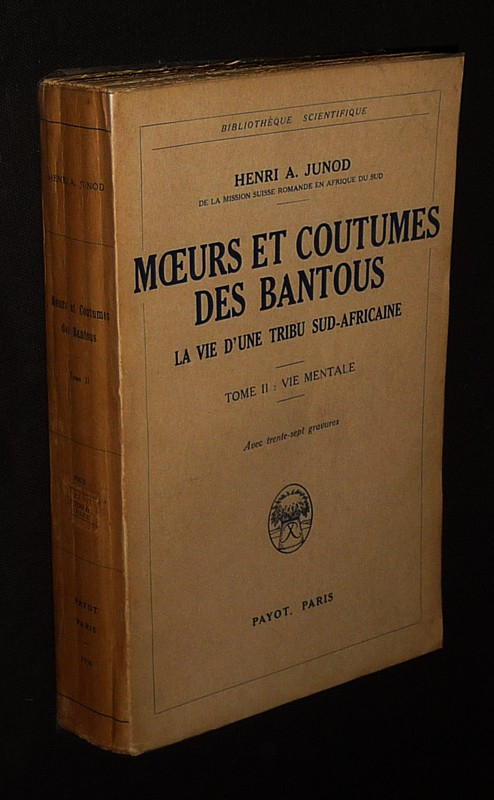 BIBLIOTHÈQUE SCIENTIFIQUE
HENRI A. JUNOD
DE LA MISSION SUISSE ROMANDE EN AFRIQUE DU SUD
MŒURS ET COUTUMES
DES BANTOUS
LA VIE D'UNE TRIBU SUD-AFRICAINE
TOME II : VIE MENTALE
Avec trente-sept gravures
PAYOT, PARIS
HENRI A. JUNOD
Mœurs et Coutumes
des Bantous
Tome II
PAYOT
PARIS